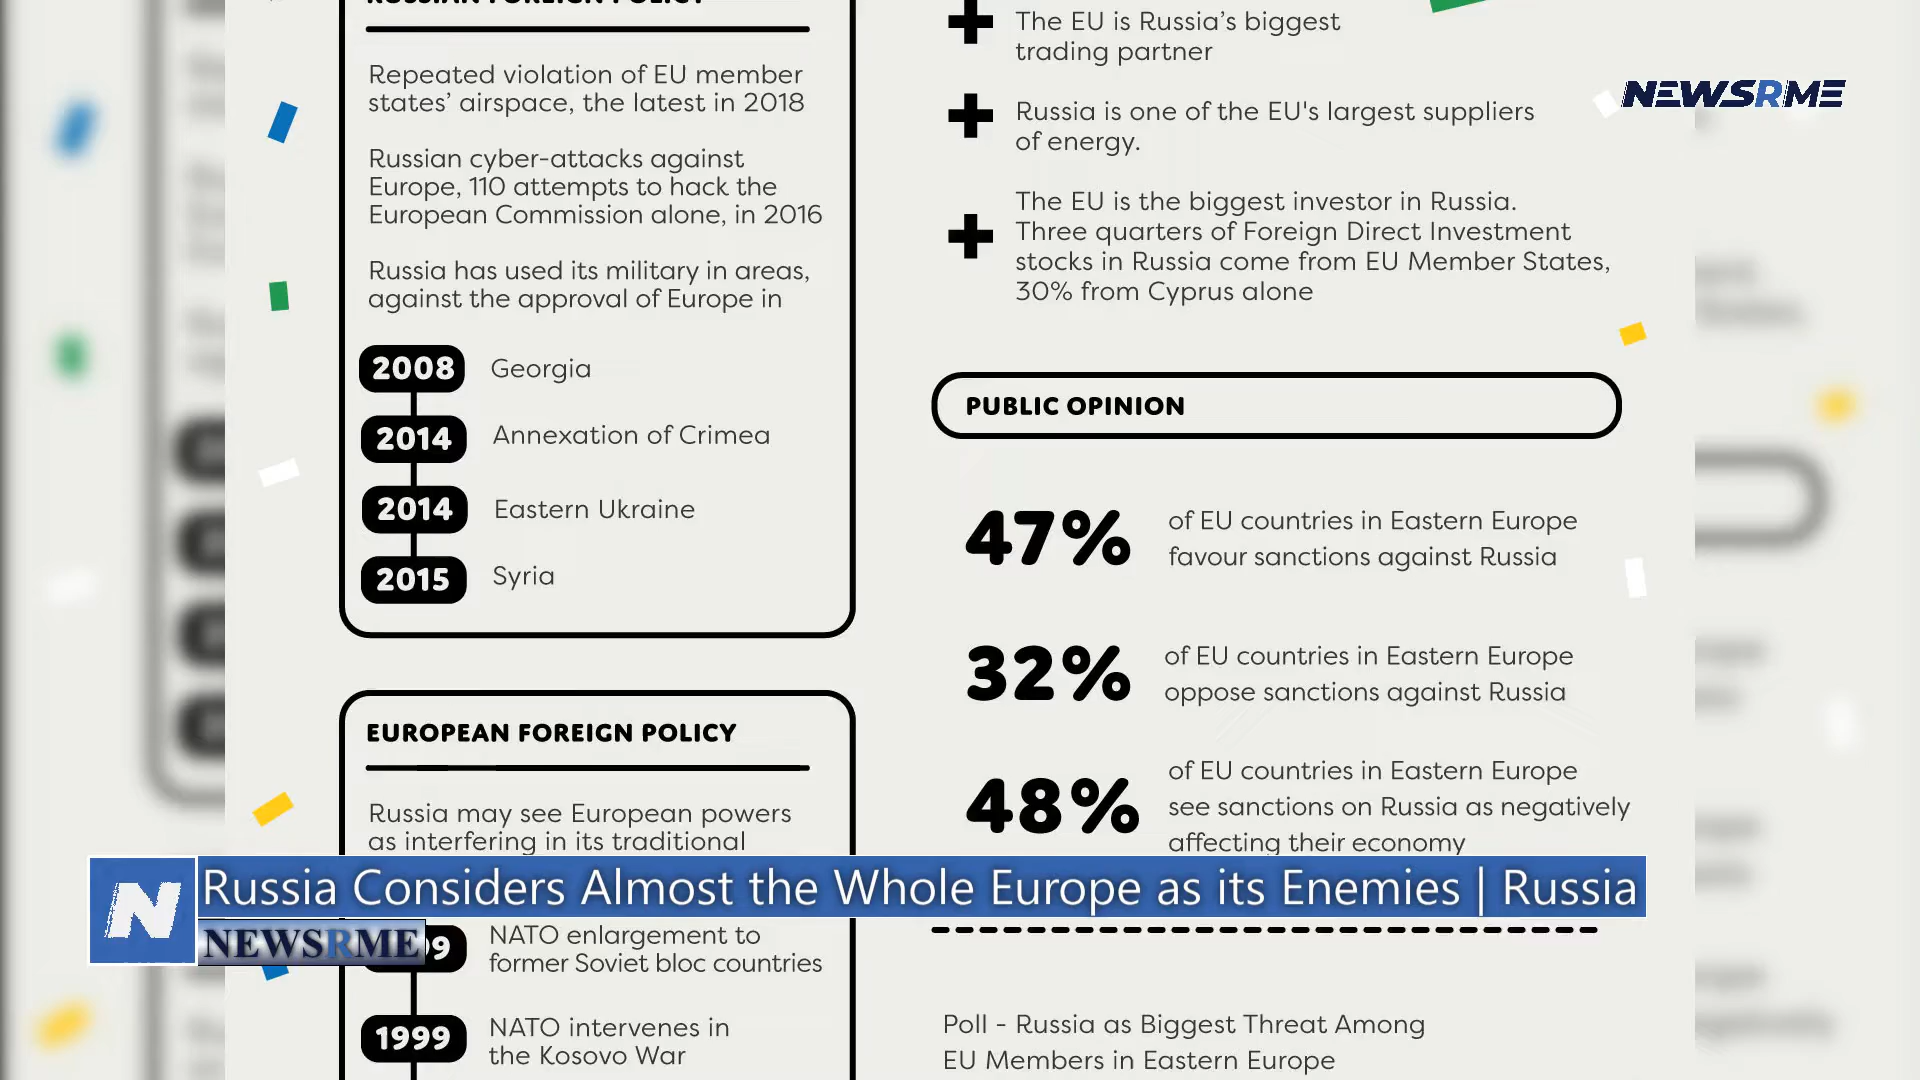 RUSSIAN FOREIGN POLICY
Repeated violation of EU member
states’ airspace, the latest in 2018
Russian cyber-attacks against
Europe, 110 attempts to hack the
European Commission alone, in 2016
Russia has used its military in areas,
against the approval of Europe in
2008 Georgia
2014 Annexation of Crimea
2014 Eastern Ukraine
2015 Syria
EUROPEAN FOREIGN POLICY
Russia may see European powers
as interfering in its traditional
NATO enlargement to
former Soviet bloc countries
1999 NATO intervenes in
the Kosovo War
The EU is Russia’s biggest
trading partner
Russia is one of the EU's largest suppliers
of energy.
The EU is the biggest investor in Russia.
Three quarters of Foreign Direct Investment
stocks in Russia come from EU Member States,
30% from Cyprus alone
PUBLIC OPINION
47% of EU countries in Eastern Europe
favour sanctions against Russia
32% of EU countries in Eastern Europe
oppose sanctions against Russia
48% of EU countries in Eastern Europe
see sanctions on Russia as negatively
affecting their economy
Poll - Russia as Biggest Threat Among
EU Members in Eastern Europe
NEWSRME
N
Russia Considers Almost the Whole Europe as its Enemies | Russia
NEWSRME